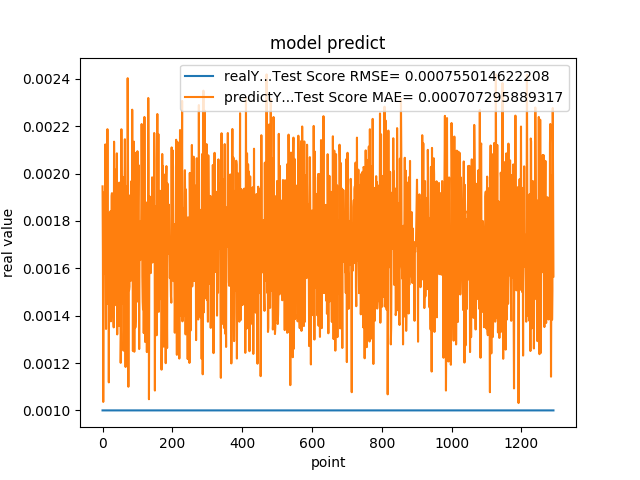 model predict
realY...Test Score RMSE= 0.000755014622208
predictY...Test Score MAE= 0.000707295889317
0.0024
0.0022
0.0020
0.0018
0.0016
0.0014
0.0012
0.0010
real value
0 200 400 600 800 1000 1200
point